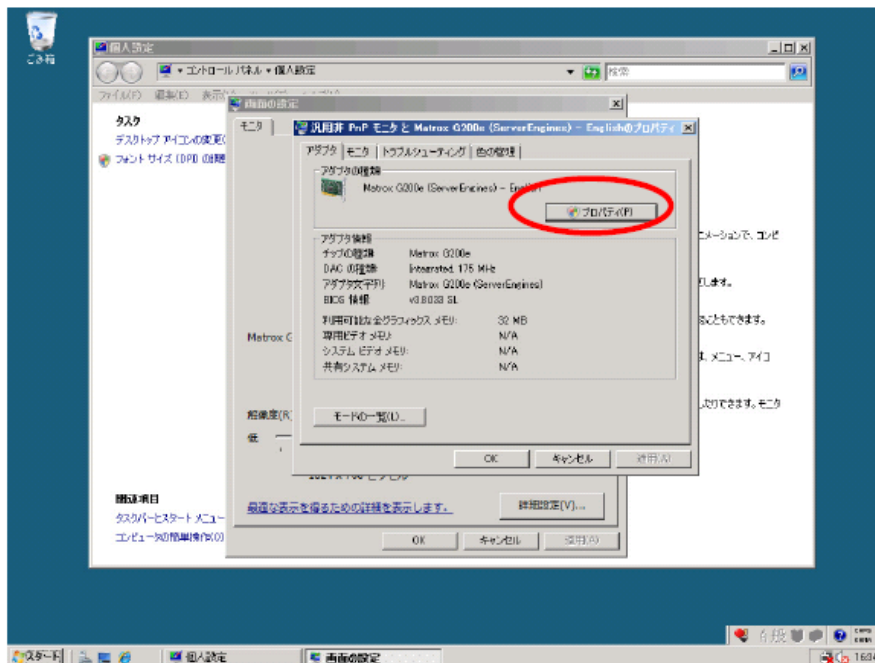 ごみ箱
個人設定
コントロール パネル
個人設定
検索
ファイル(F)
編集(E)
表示
画面の設定
タスク
デスクトップ アイコンの変更(
フォント サイズ (DPI) の調整
モニタ
汎用非 PnP モニタ と Matrox G200e (ServerEngines) - Englishのプロパティ
アダプタ
モニタ
トラブルシューティング
色の管理
アダプタの種類
Matrox G200e (ServerEngines) - English
プロパティ(P)
アダプタ情報
チップの種類: Matrox G200e
DAC の種類: Integrated 175 MHz
アダプタ文字列: Matrox G200e (ServerEngines)
BIOS 情報: v3.8033 SL
利用可能な全グラフィックス メモリ: 32 MB
専用ビデオ メモリ: N/A
システム ビデオ メモリ: N/A
共有システム メモリ: N/A
モードの一覧(L)...
OK
キャンセル
適用(A)
Matrox G
解像度(R)
低
最適な表示を得るための詳細を表示します。
詳細設定(V)...
OK
キャンセル
適用(A)
ニメーションで、コンピ
します。
ることもできます。
は、メニュー、アイコ
したりできます。モニタ
関連項目
タスク バーとスタート メニュー
コンピュータの簡単操作(O)
スタート
個人設定
画面の設定
A 般
CAPS
KANA